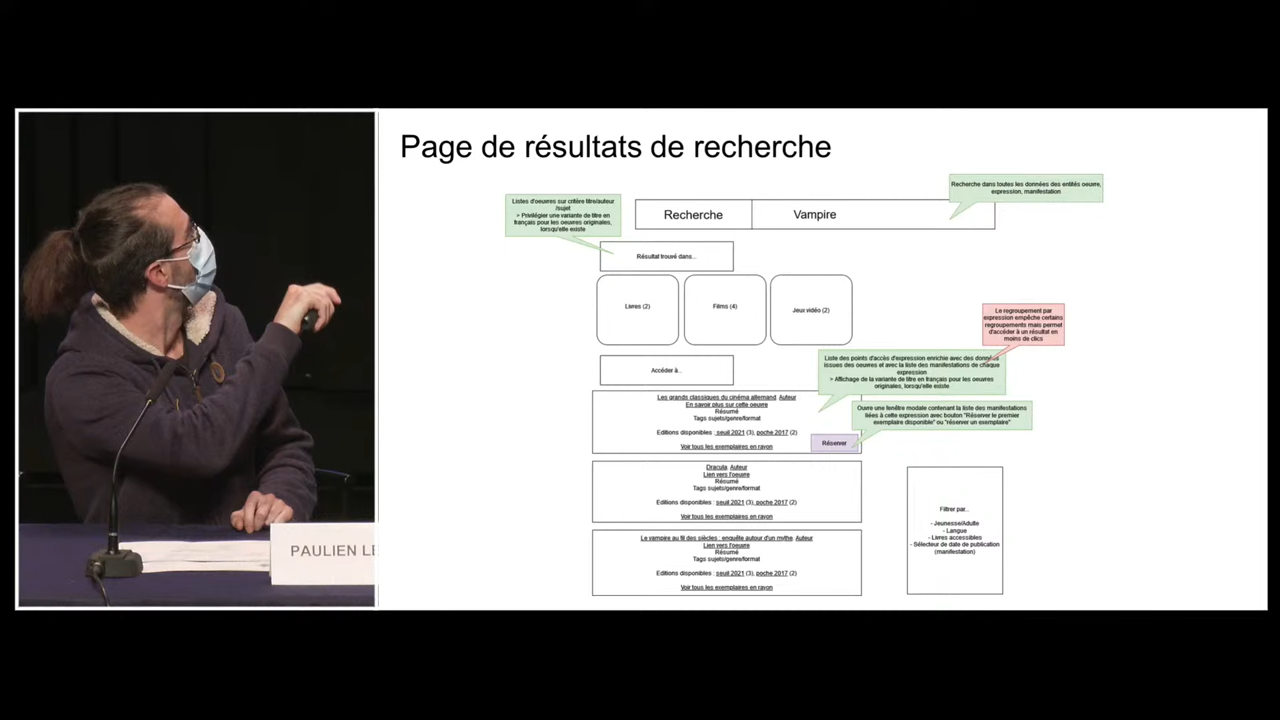 Page de résultats de recherche
Recherche dans toutes les données des entités oeuvre,
expression, manifestation
Listes d'oeuvres sur critère titre/auteur
/sujet
> Privilégier une variante de titre en
français pour les oeuvres originales,
lorsqu'elle existe
Recherche
Vampire
Résultat trouvé dans...
Livres (2)
Films (4)
Jeux vidéo (2)
Le regroupement par
expression empêche certains
regroupements mais permet
d'accéder à un résultat en
moins de clics
Accéder à...
Liste des points d'accès d'expression enrichie avec des données
issues des oeuvres et avec la liste des manifestations de chaque
expression
> Affichage de la variante de titre en français pour les oeuvres
originales, lorsqu'elle existe
Les grands classiques du cinéma allemand. Auteur
En savoir plus sur cette oeuvre
Résumé
Tags sujets/genre/format
Editions disponibles : seuil 2021 (3), poche 2017 (2)
Voir tous les exemplaires en rayon
Réserver
Ouvre une fenêtre modale contenant la liste des manifestations
liées à cette expression avec bouton "Réserver le premier
exemplaire disponible" ou "réserver un exemplaire"
Dracula. Auteur
Lien vers l'oeuvre
Résumé
Tags sujets/genre/format
Editions disponibles : seuil 2021 (3), poche 2017 (2)
Voir tous les exemplaires en rayon
Le vampire au fil des siècles : enquête autour d'un mythe. Auteur
Lien vers l'oeuvre
Résumé
Tags sujets/genre/format
Editions disponibles : seuil 2021 (3), poche 2017 (2)
Voir tous les exemplaires en rayon
Filtrer par...
- Jeunesse/Adulte
- Langue
- Livres accessibles
- Sélecteur de date de publication
(manifestation)
PAULIEN LE